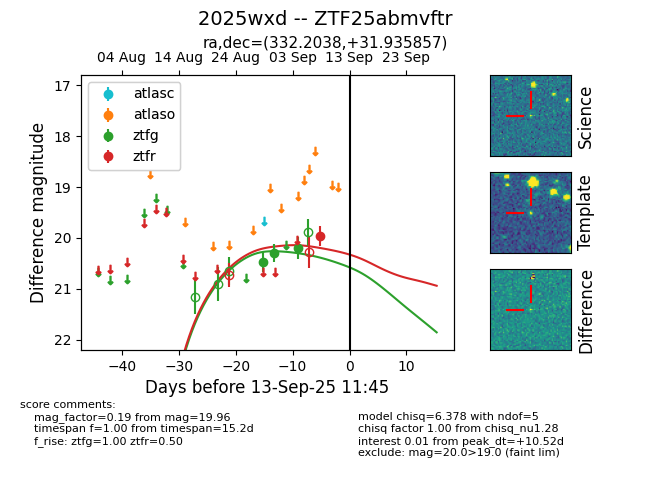 2025wxd -- ZTF25abmvftr
ra,dec=(332.2038,+31.935857)
04 Aug 14 Aug 24 Aug 03 Sep 13 Sep 23 Sep
17
18
19
20
21
22
Difference magnitude
atlasc
atlaso
ztfg
ztfr
−40 −30 −20 −10 0 10
Days before 13-Sep-25 11:45
Science
Template
Difference
score comments:
mag_factor=0.19 from mag=19.96
timespan f=1.00 from timespan=15.2d
f_rise: ztfg=1.00 ztfr=0.50
model chisq=6.378 with ndof=5
chisq factor 1.00 from chisq_nu1.28
interest 0.01 from peak_dt=+10.52d
exclude: mag=20.0>19.0 (faint lim)